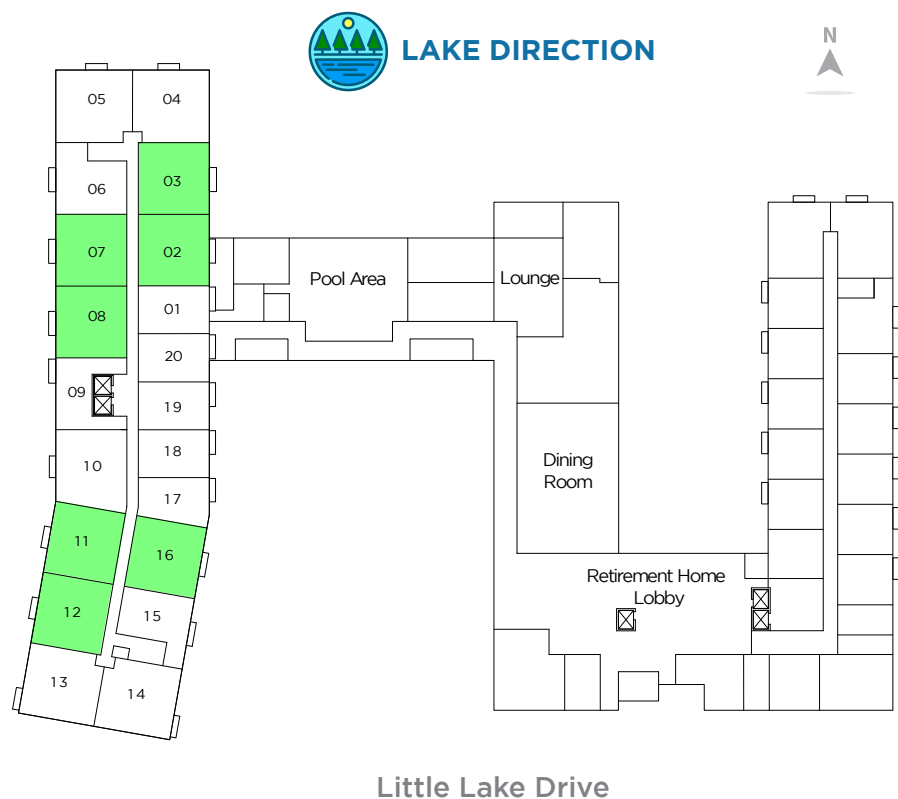 LAKE DIRECTION
N
05
04
03
06
07
02
08
01
09
20
19
10
18
17
11
16
12
15
13
14
Pool Area
Lounge
Dining
Room
Retirement Home
Lobby
Little Lake Drive